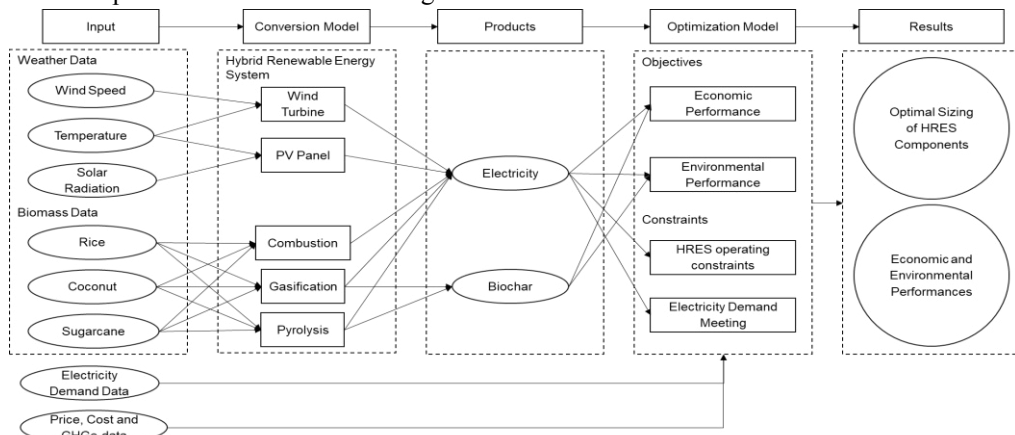 Input
Conversion Model
Products
Optimization Model
Results
Weather Data
Wind Speed
Temperature
Solar
Radiation
Biomass Data
Rice
Coconut
Sugarcane
Electricity
Demand Data
Price, Cost and
Hybrid Renewable Energy
System
Wind
Turbine
PV Panel
Combustion
Gasification
Pyrolysis
Electricity
Biochar
Objectives
Economic
Performance
Environmental
Performance
Constraints
HRES operating
constraints
Electricity Demand
Meeting
Optimal Sizing
of HRES
Components
Economic and
Environmental
Performances